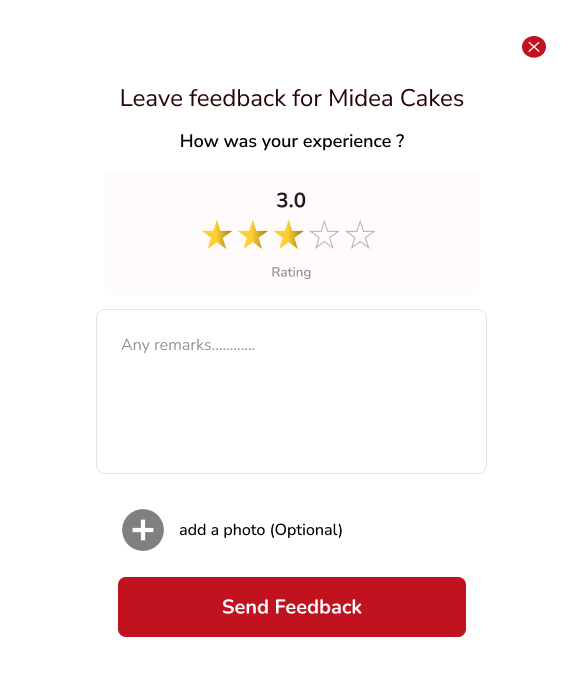 Leave feedback for Midea Cakes
How was your experience ?
3.0
Rating
Any remarks............
add a photo (Optional)
Send Feedback